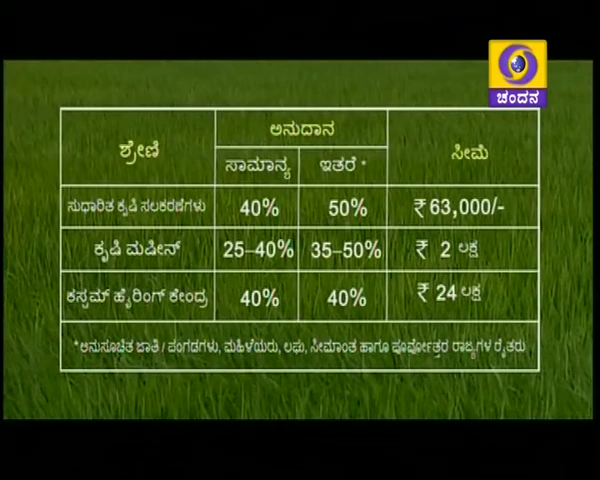 ಚಂದನ
ಅನುದಾನ
ಶ್ರೇಣಿ
ಸೀಮೆ
ಸಾಮಾನ್ಯ ಇತರೆ *
ಸುಧಾರಿತ ಕೃಷಿ ಸಲಕರಣೆಗಳು 40% 50% ₹ 63,000/-
ಕೃಷಿ ಮಷೀನ್ 25–40% 35–50% ₹ 2 ಲಕ್ಷ
ಕಸ್ಟಮ್ ಹೈರಿಂಗ್ ಕೇಂದ್ರ 40% 40% ₹ 24 ಲಕ್ಷ
*ಅನುಸೂಚಿತ ಜಾತಿ / ಪಂಗಡಗಳು, ಮಹಿಳೆಯರು, ಲಘು, ಸೀಮಾಂತ ಹಾಗೂ ಪೂರ್ವೋತ್ತರ ರಾಜ್ಯಗಳ ರೈತರು